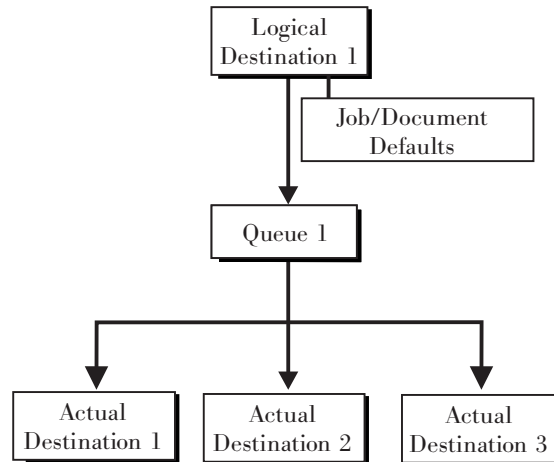 Logical
Destination 1
Job/Document
Defaults
Queue 1
Actual
Destination 1
Actual
Destination 2
Actual
Destination 3